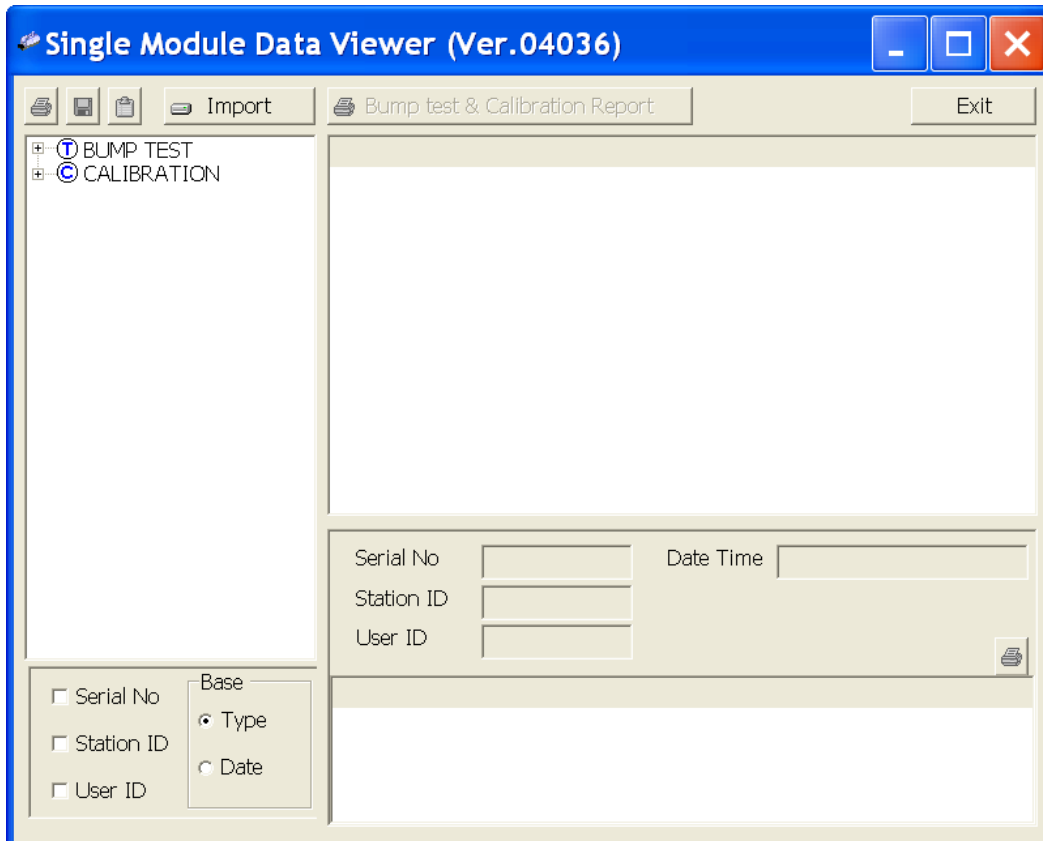 Single Module Data Viewer (Ver.04036)
Import
Bump test & Calibration Report
Exit
T BUMP TEST
C CALIBRATION
Serial No
Date Time
Station ID
User ID
Base
Serial No
Type
Station ID
Date
User ID